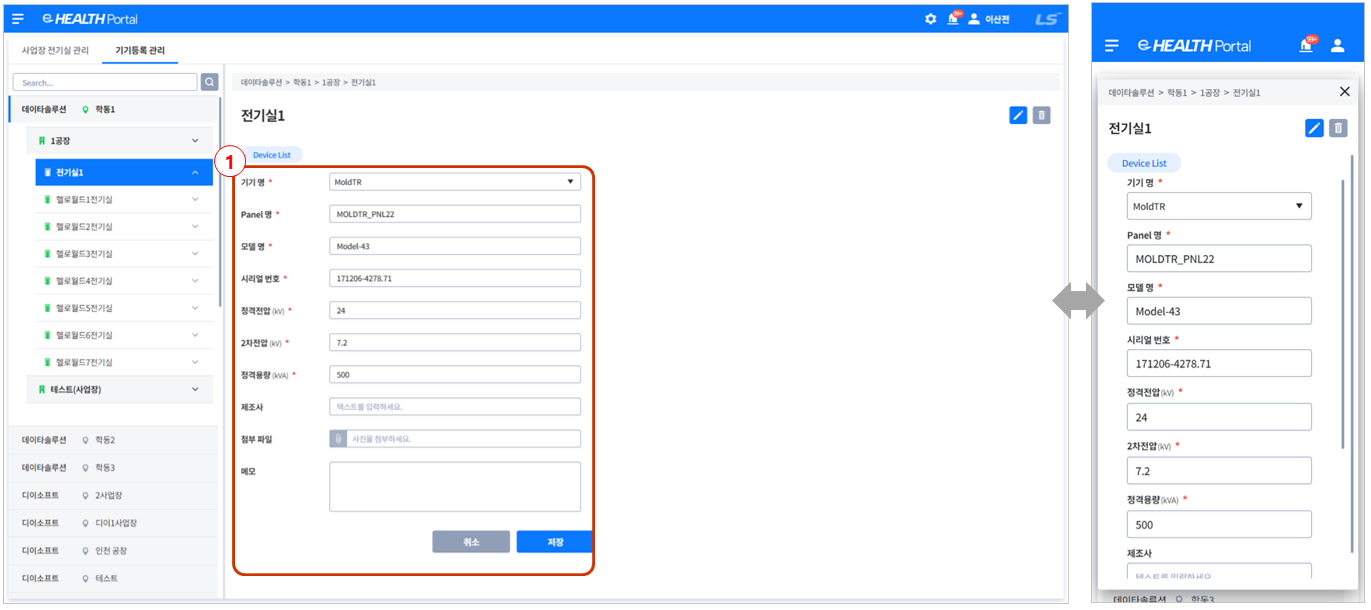 e HEALTH Portal
99+
이산전
LS
사업장 전기실 관리
기기등록 관리
Search...
데이타솔루션 학동1
1공장
전기실1
헬로월드1전기실
헬로월드2전기실
헬로월드3전기실
헬로월드4전기실
헬로월드5전기실
헬로월드6전기실
헬로월드7전기실
테스트(사업장)
데이타솔루션 학동2
데이타솔루션 학동3
디이소프트 2사업장
디이소프트 디이1사업장
디이소프트 인천 공장
디이소프트 테스트
데이타솔루션 > 학동1 > 1공장 > 전기실1
전기실1
1
Device List
기기 명 * MoldTR
Panel 명 * MOLDTR_PNL22
모델 명 * Model-43
시리얼 번호 * 171206-4278.71
정격전압 (kV) * 24
2차전압 (kV) * 7.2
정격용량 (kVA) * 500
제조사 텍스트를 입력하세요.
첨부 파일 사진을 첨부하세요.
메모
취소 저장
e HEALTH Portal
99+
데이타솔루션 > 학동1 > 1공장 > 전기실1
전기실1
Device List
기기 명 *
MoldTR
Panel 명 *
MOLDTR_PNL22
모델 명 *
Model-43
시리얼 번호 *
171206-4278.71
정격전압(kV) *
24
2차전압(kV) *
7.2
정격용량(kVA) *
500
제조사
텍스트를 입력하세요
데이타솔루션 학동3